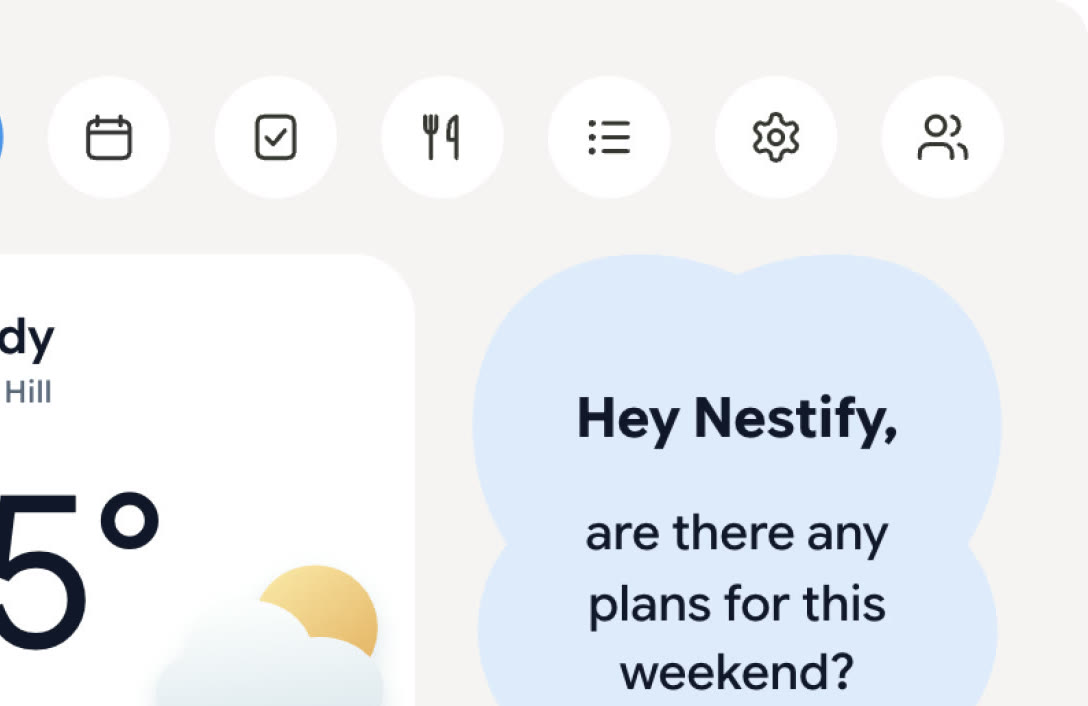 dy
Hill
5°
Hey Nestify,
are there any
plans for this
weekend?